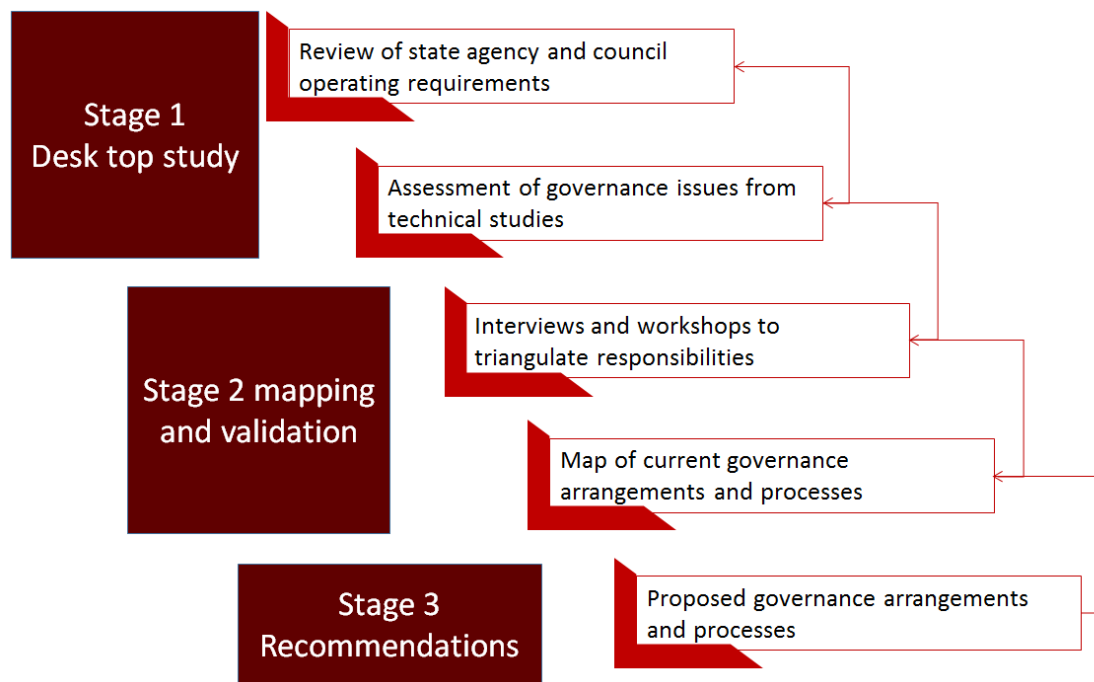 Stage 1
Desk top study
Review of state agency and council
operating requirements
Assessment of governance issues from
technical studies
Stage 2 mapping
and validation
Interviews and workshops to
triangulate responsibilities
Map of current governance
arrangements and processes
Stage 3
Recommendations
Proposed governance arrangements
and processes